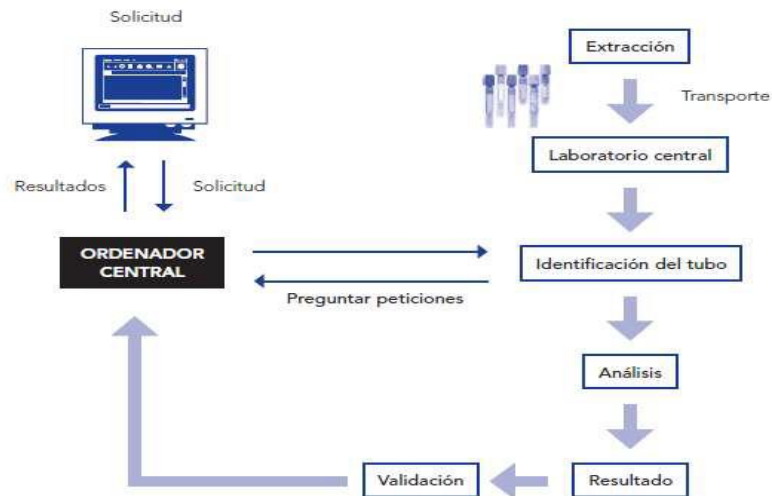 Solicitud
Extracción
Transporte
Laboratorio central
Resultados
Solicitud
ORDENADOR
CENTRAL
Identificación del tubo
Preguntar peticiones
Análisis
Validación
Resultado